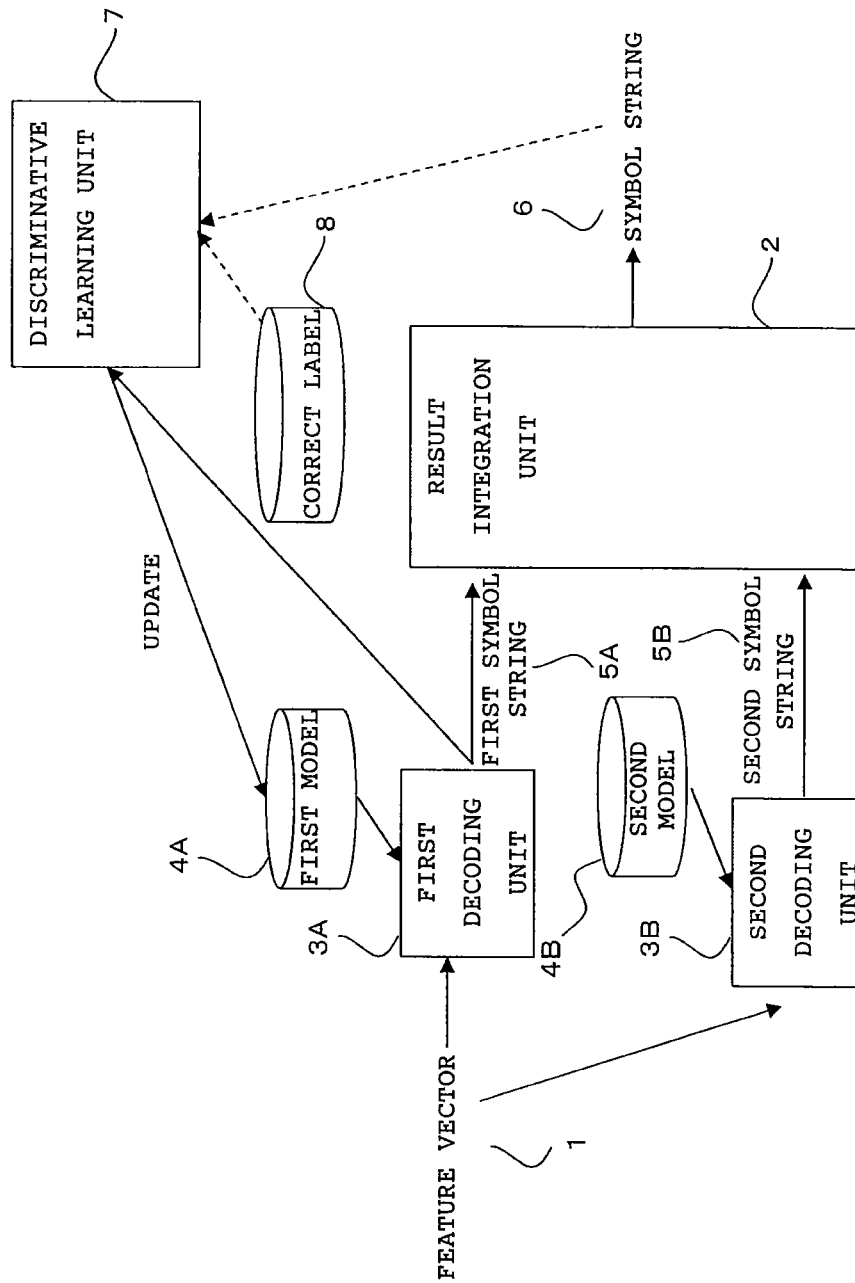 DISCRIMINATIVE
LEARNING UNIT
7
UPDATE
CORRECT LABEL
8
4A
FIRST MODEL
3A
FIRST
DECODING
UNIT
FEATURE VECTOR
1
FIRST SYMBOL
STRING
5A
RESULT
INTEGRATION
UNIT
2
6
SYMBOL STRING
4B
SECOND
MODEL
3B
SECOND
DECODING
UNIT
5B
SECOND SYMBOL
STRING